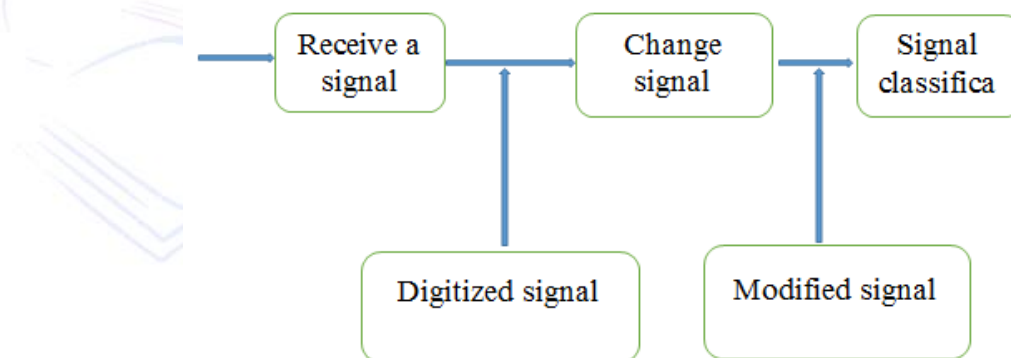 Receive a
signal
Change
signal
Signal
classifica
Digitized signal
Modified signal